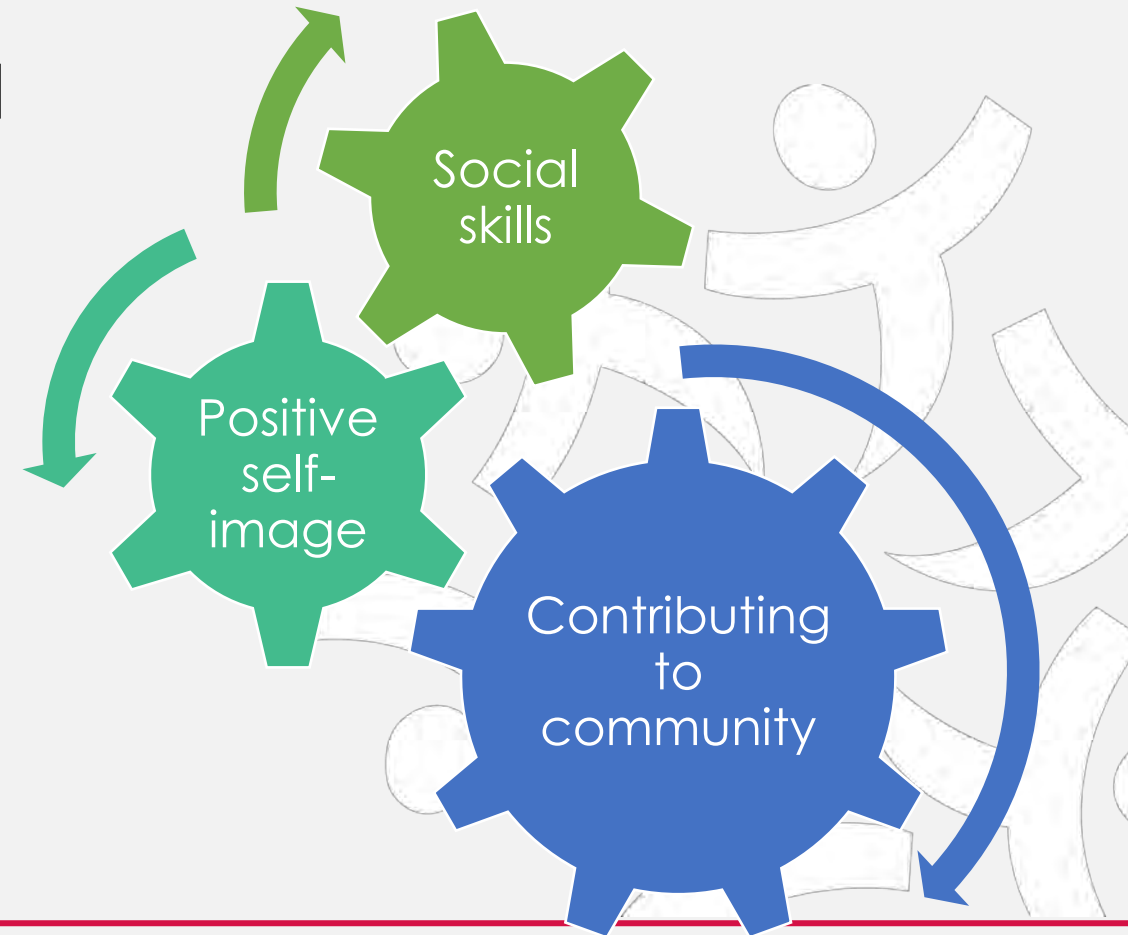 Social
skills
Positive
self-
image
Contributing
to
community